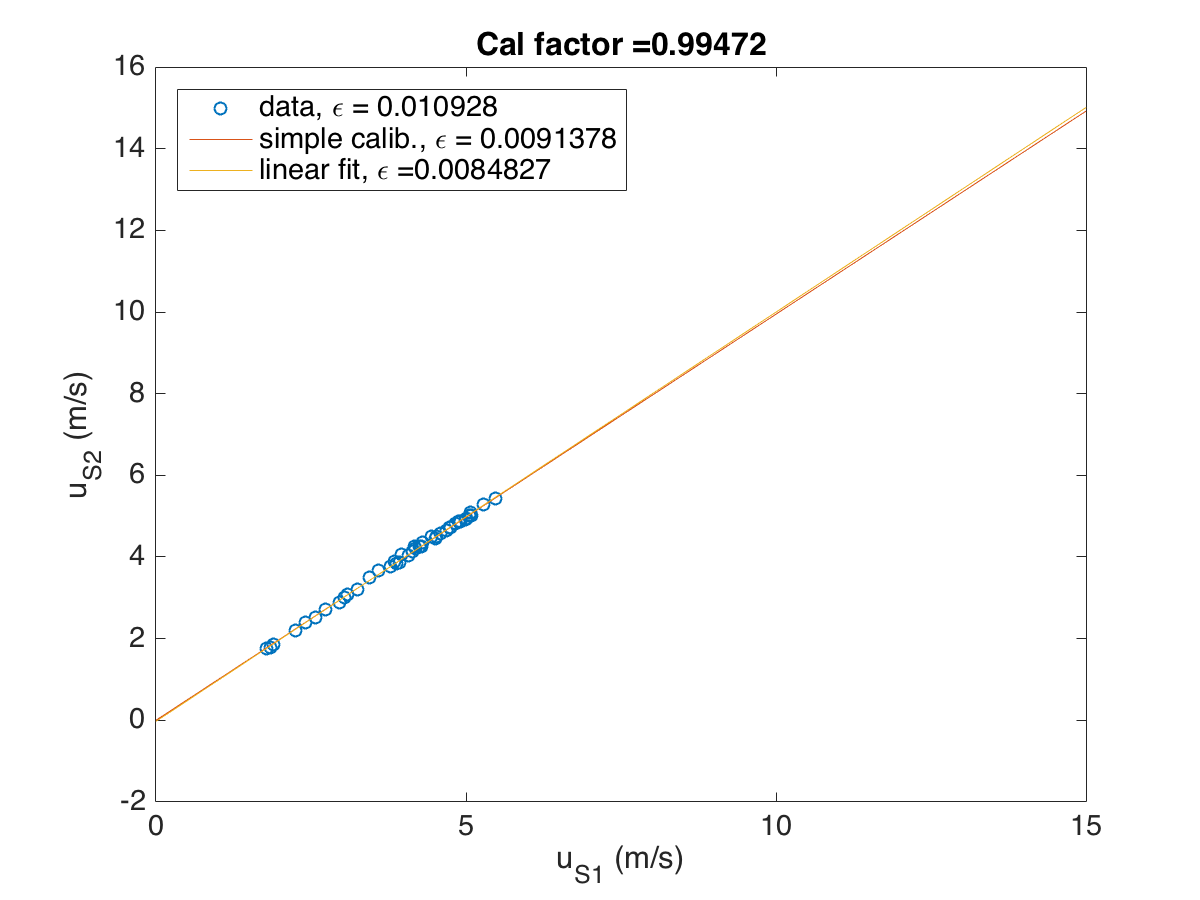 Cal factor =0.99472
16
14
12
10
8
6
4
2
0
-2
data, ϵ = 0.010928
simple calib., ϵ = 0.0091378
linear fit, ϵ =0.0084827
u_S2 (m/s)
0 5 10 15
u_S1 (m/s)